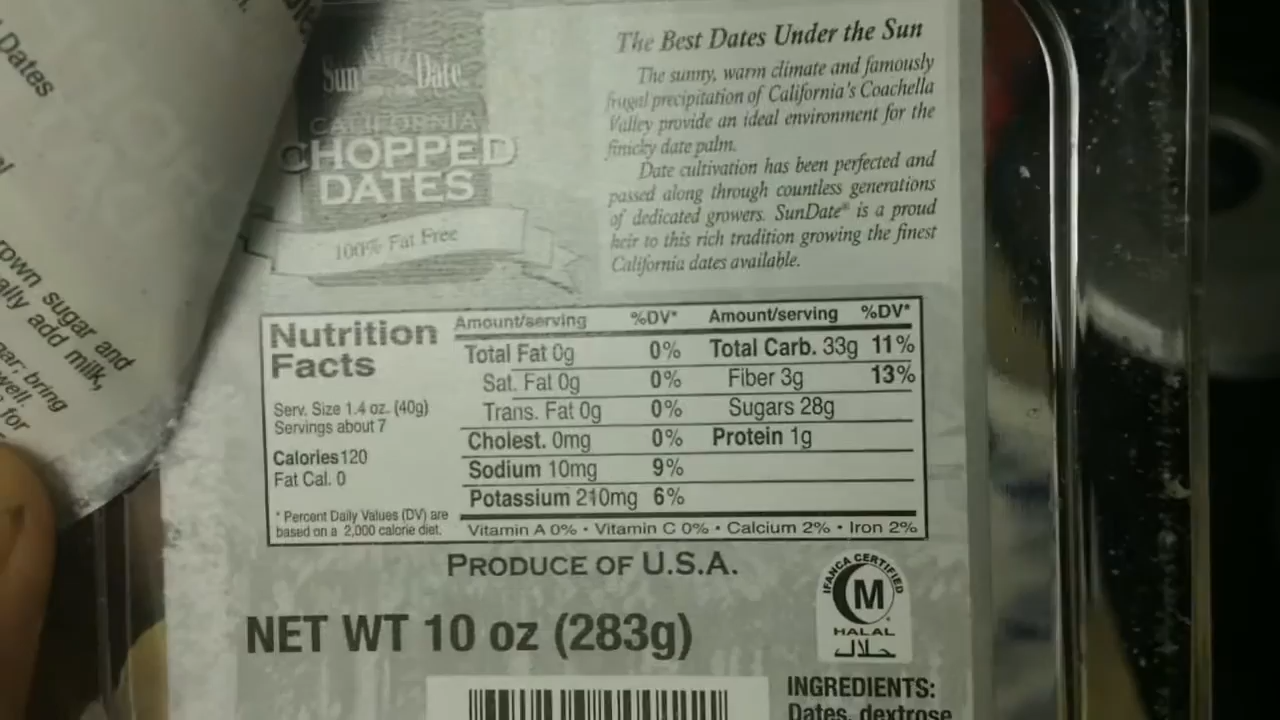 Dates
own sugar and
ally add milk,
bring
well.
for
Sun Date
CALIFORNIA
CHOPPED
DATES
100% Fat Free
The Best Dates Under the Sun
The sunny, warm climate and famously
frugal precipitation of California's Coachella
Valley provide an ideal environment for the
finicky date palm.
Date cultivation has been perfected and
passed along through countless generations
of dedicated growers. SunDate® is a proud
heir to this rich tradition growing the finest
California dates available.
Nutrition
Facts
Serv. Size 1.4 oz. (40g)
Servings about 7
Calories 120
Fat Cal. 0
* Percent Daily Values (DV) are
based on a 2,000 calorie diet.
Amount/serving %DV* Amount/serving %DV*
Total Fat 0g 0% Total Carb. 33g 11%
Sat. Fat 0g 0% Fiber 3g 13%
Trans. Fat 0g 0% Sugars 28g
Cholest. 0mg 0% Protein 1g
Sodium 10mg 9%
Potassium 210mg 6%
Vitamin A 0% • Vitamin C 0% • Calcium 2% • Iron 2%
PRODUCE OF U.S.A.
NET WT 10 oz (283g)
IFANCA CERTIFIED
M
HALAL
حلال
INGREDIENTS:
Dates, dextrose